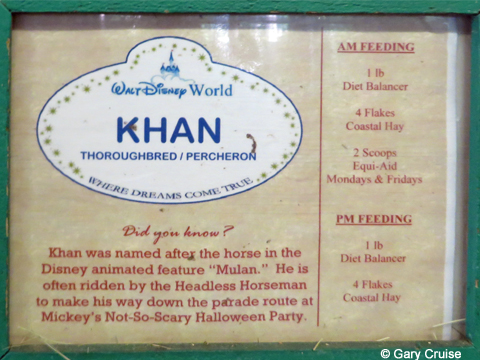 WALT DISNEY World
KHAN
THOROUGHBRED / PERCHERON
WHERE DREAMS COME TRUE
Did you know?
Khan was named after the horse in the
Disney animated feature “Mulan.” He is
often ridden by the Headless Horseman
to make his way down the parade route at
Mickey's Not-So-Scary Halloween Party.
AM FEEDING
1 lb
Diet Balancer
4 Flakes
Coastal Hay
2 Scoops
Equi-Aid
Mondays & Fridays
PM FEEDING
1 lb
Diet Balancer
4 Flakes
Coastal Hay
© Gary Cruise